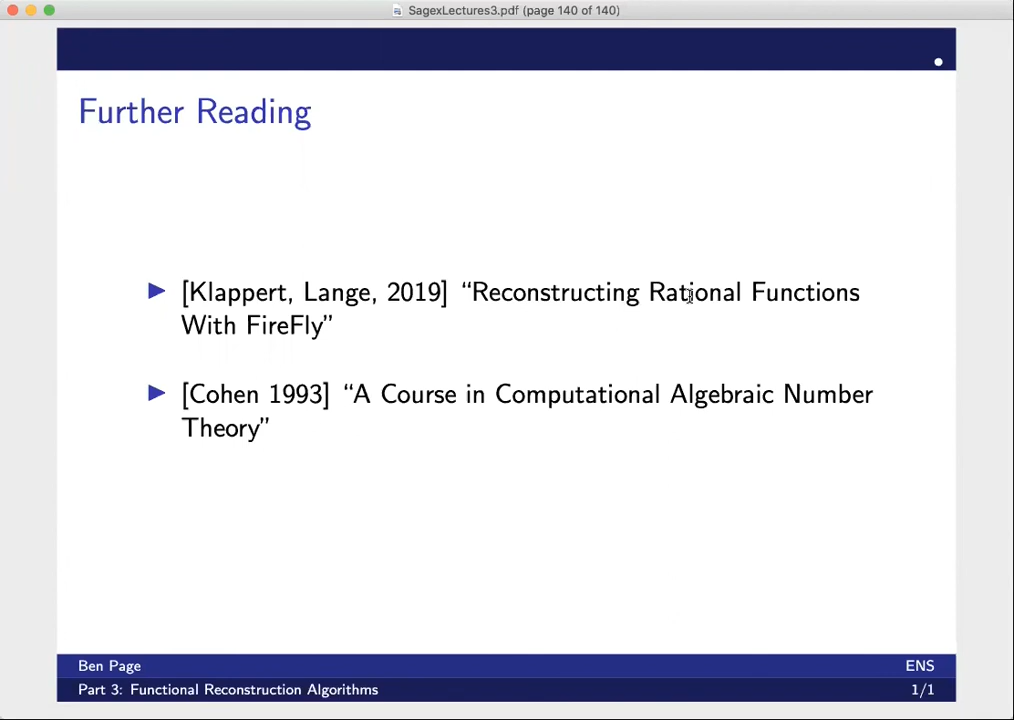 SagexLectures3.pdf (page 140 of 140)
Further Reading
[Klappert, Lange, 2019] “Reconstructing Rational Functions
With FireFly”
[Cohen 1993] “A Course in Computational Algebraic Number
Theory”
Ben Page
ENS
Part 3: Functional Reconstruction Algorithms
1/1